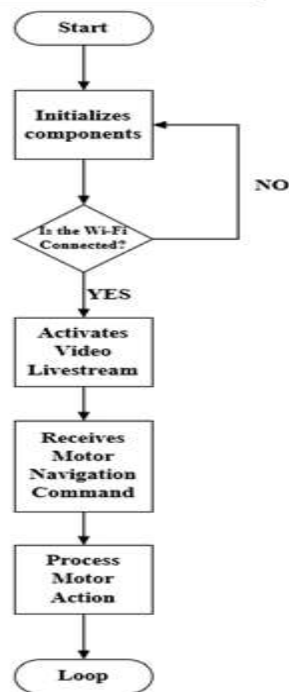 Start
Initializes
components
NO
Is the Wi-Fi
Connected?
YES
Activates
Video
Livestream
Receives
Motor
Navigation
Command
Process
Motor
Action
Loop